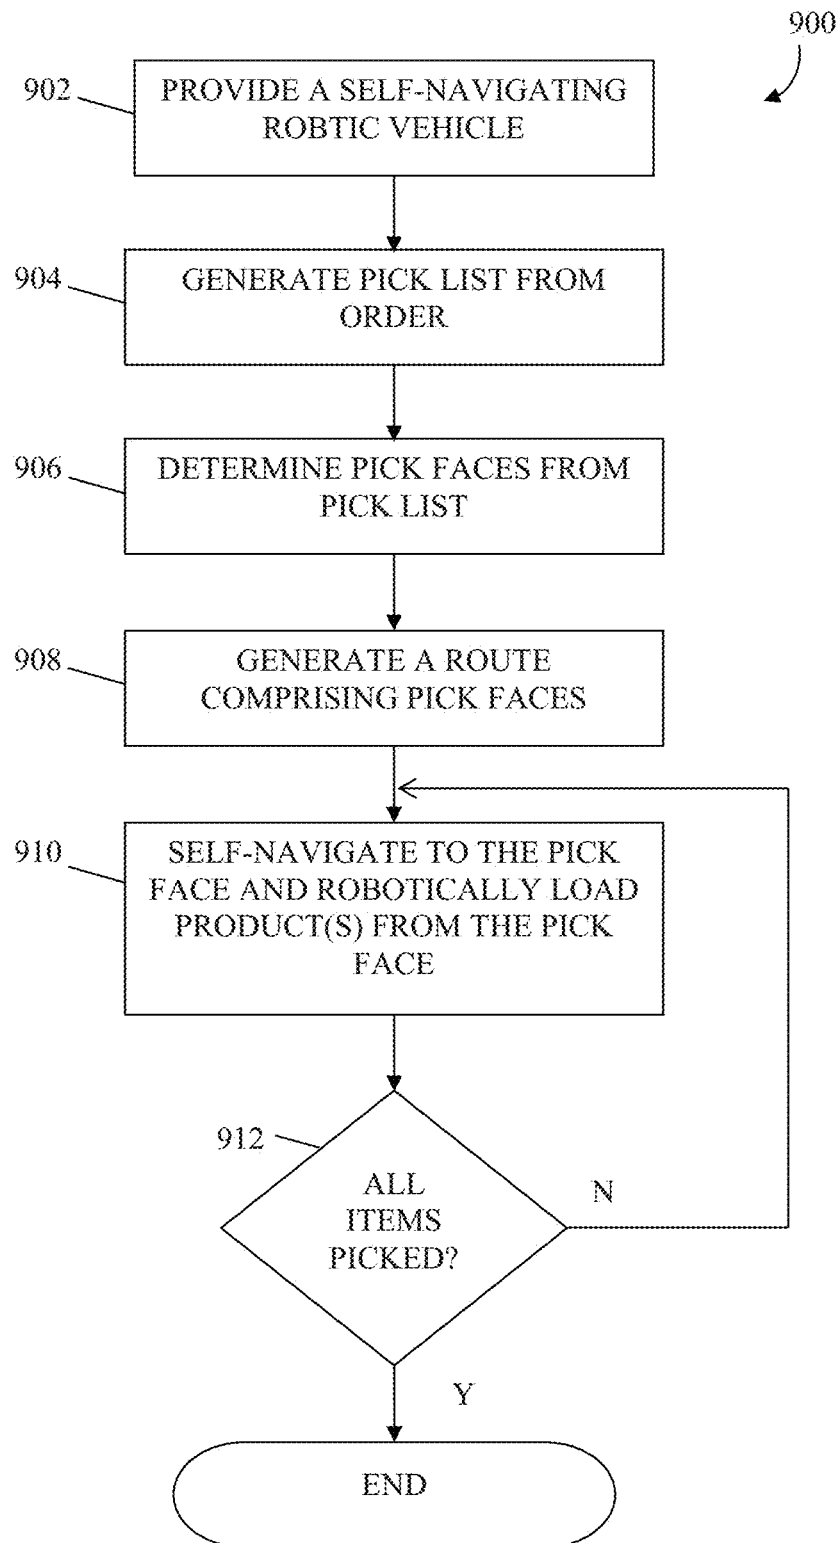 900
902
PROVIDE A SELF-NAVIGATING
ROBTIC VEHICLE
904
GENERATE PICK LIST FROM
ORDER
906
DETERMINE PICK FACES FROM
PICK LIST
908
GENERATE A ROUTE
COMPRISING PICK FACES
910
SELF-NAVIGATE TO THE PICK
FACE AND ROBOTICALLY LOAD
PRODUCT(S) FROM THE PICK
FACE
912
ALL
ITEMS
PICKED?
N
Y
END